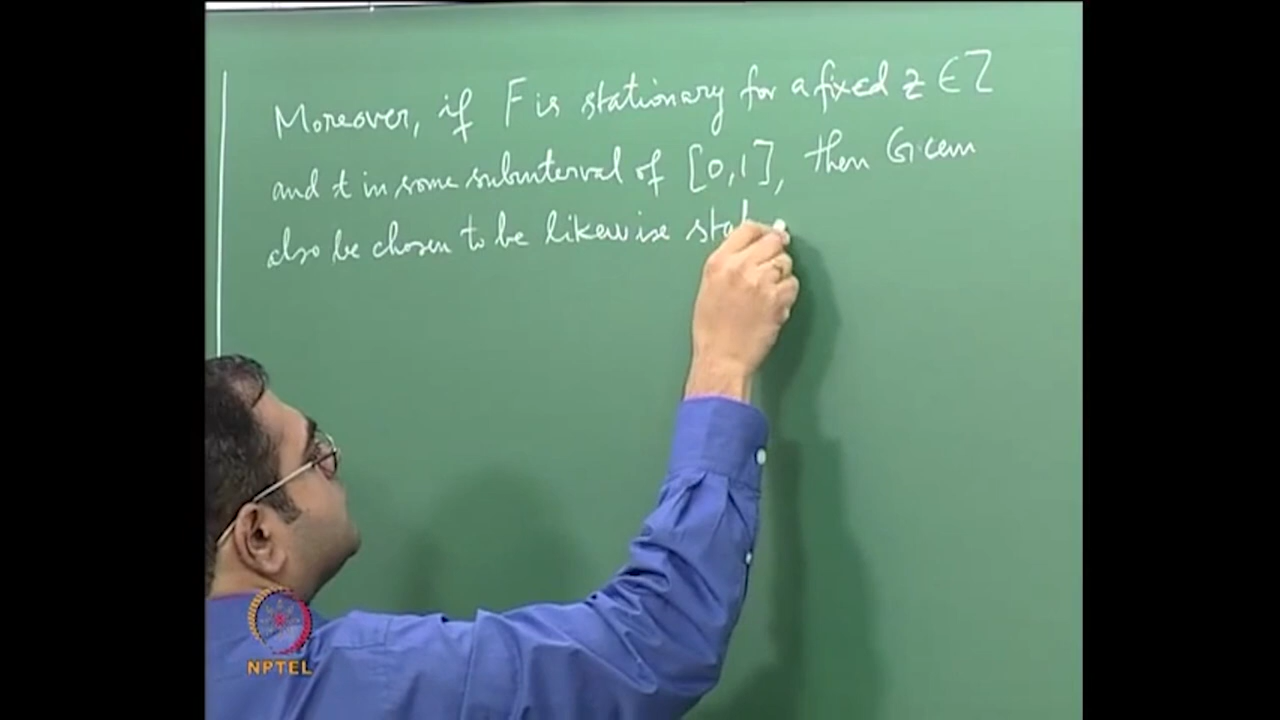 Moreover, if F is stationary for a fixed z ∈ Z
and t in some subinterval of [0,1], then G can
also be chosen to be likewise stat
NPTEL